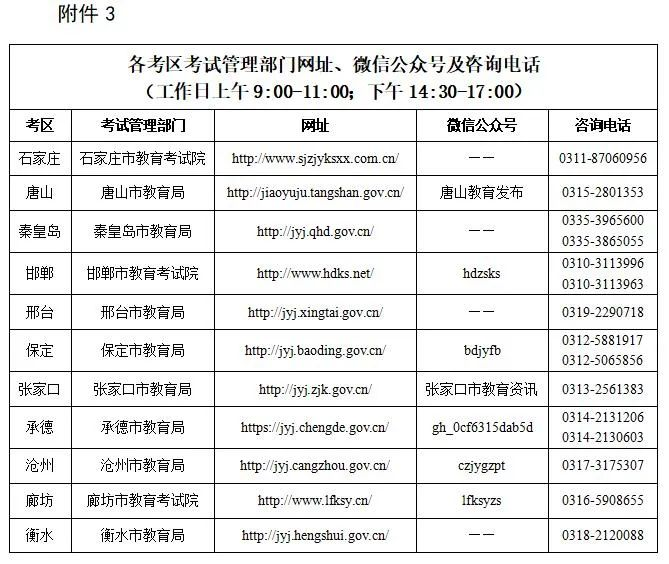 附件 3
各考区考试管理部门网址、微信公众号及咨询电话
（工作日上午 9:00-11:00；下午 14:30-17:00）
考区 考试管理部门 网址 微信公众号 咨询电话
石家庄 石家庄市教育考试院 http://www.sjzjyksxx.com.cn/ —— 0311-87060956
唐山 唐山市教育局 http://jiaoyuju.tangshan.gov.cn/ 唐山教育发布 0315-2801353
秦皇岛 秦皇岛市教育局 http://jyj.qhd.gov.cn/ —— 0335-3965600
0335-3865055
邯郸 邯郸市教育考试院 http://www.hdks.net/ hdzsks 0310-3113996
0310-3113963
邢台 邢台市教育局 http://jyj.xingtai.gov.cn/ —— 0319-2290718
保定 保定市教育局 http://jyj.baoding.gov.cn/ bdjyfb 0312-5881917
0312-5065856
张家口 张家口市教育局 http://jyj.zjk.gov.cn/ 张家口市教育资讯 0313-2561383
承德 承德市教育局 https://jyj.chengde.gov.cn/ gh_0cf6315dab5d 0314-2131206
0314-2130603
沧州 沧州市教育局 http://jyj.cangzhou.gov.cn/ czjygzpt 0317-3175307
廊坊 廊坊市教育考试院 http://www.lfksy.cn/ lfksyzs 0316-5908655
衡水 衡水市教育局 http://jyj.hengshui.gov.cn/ —— 0318-2120088